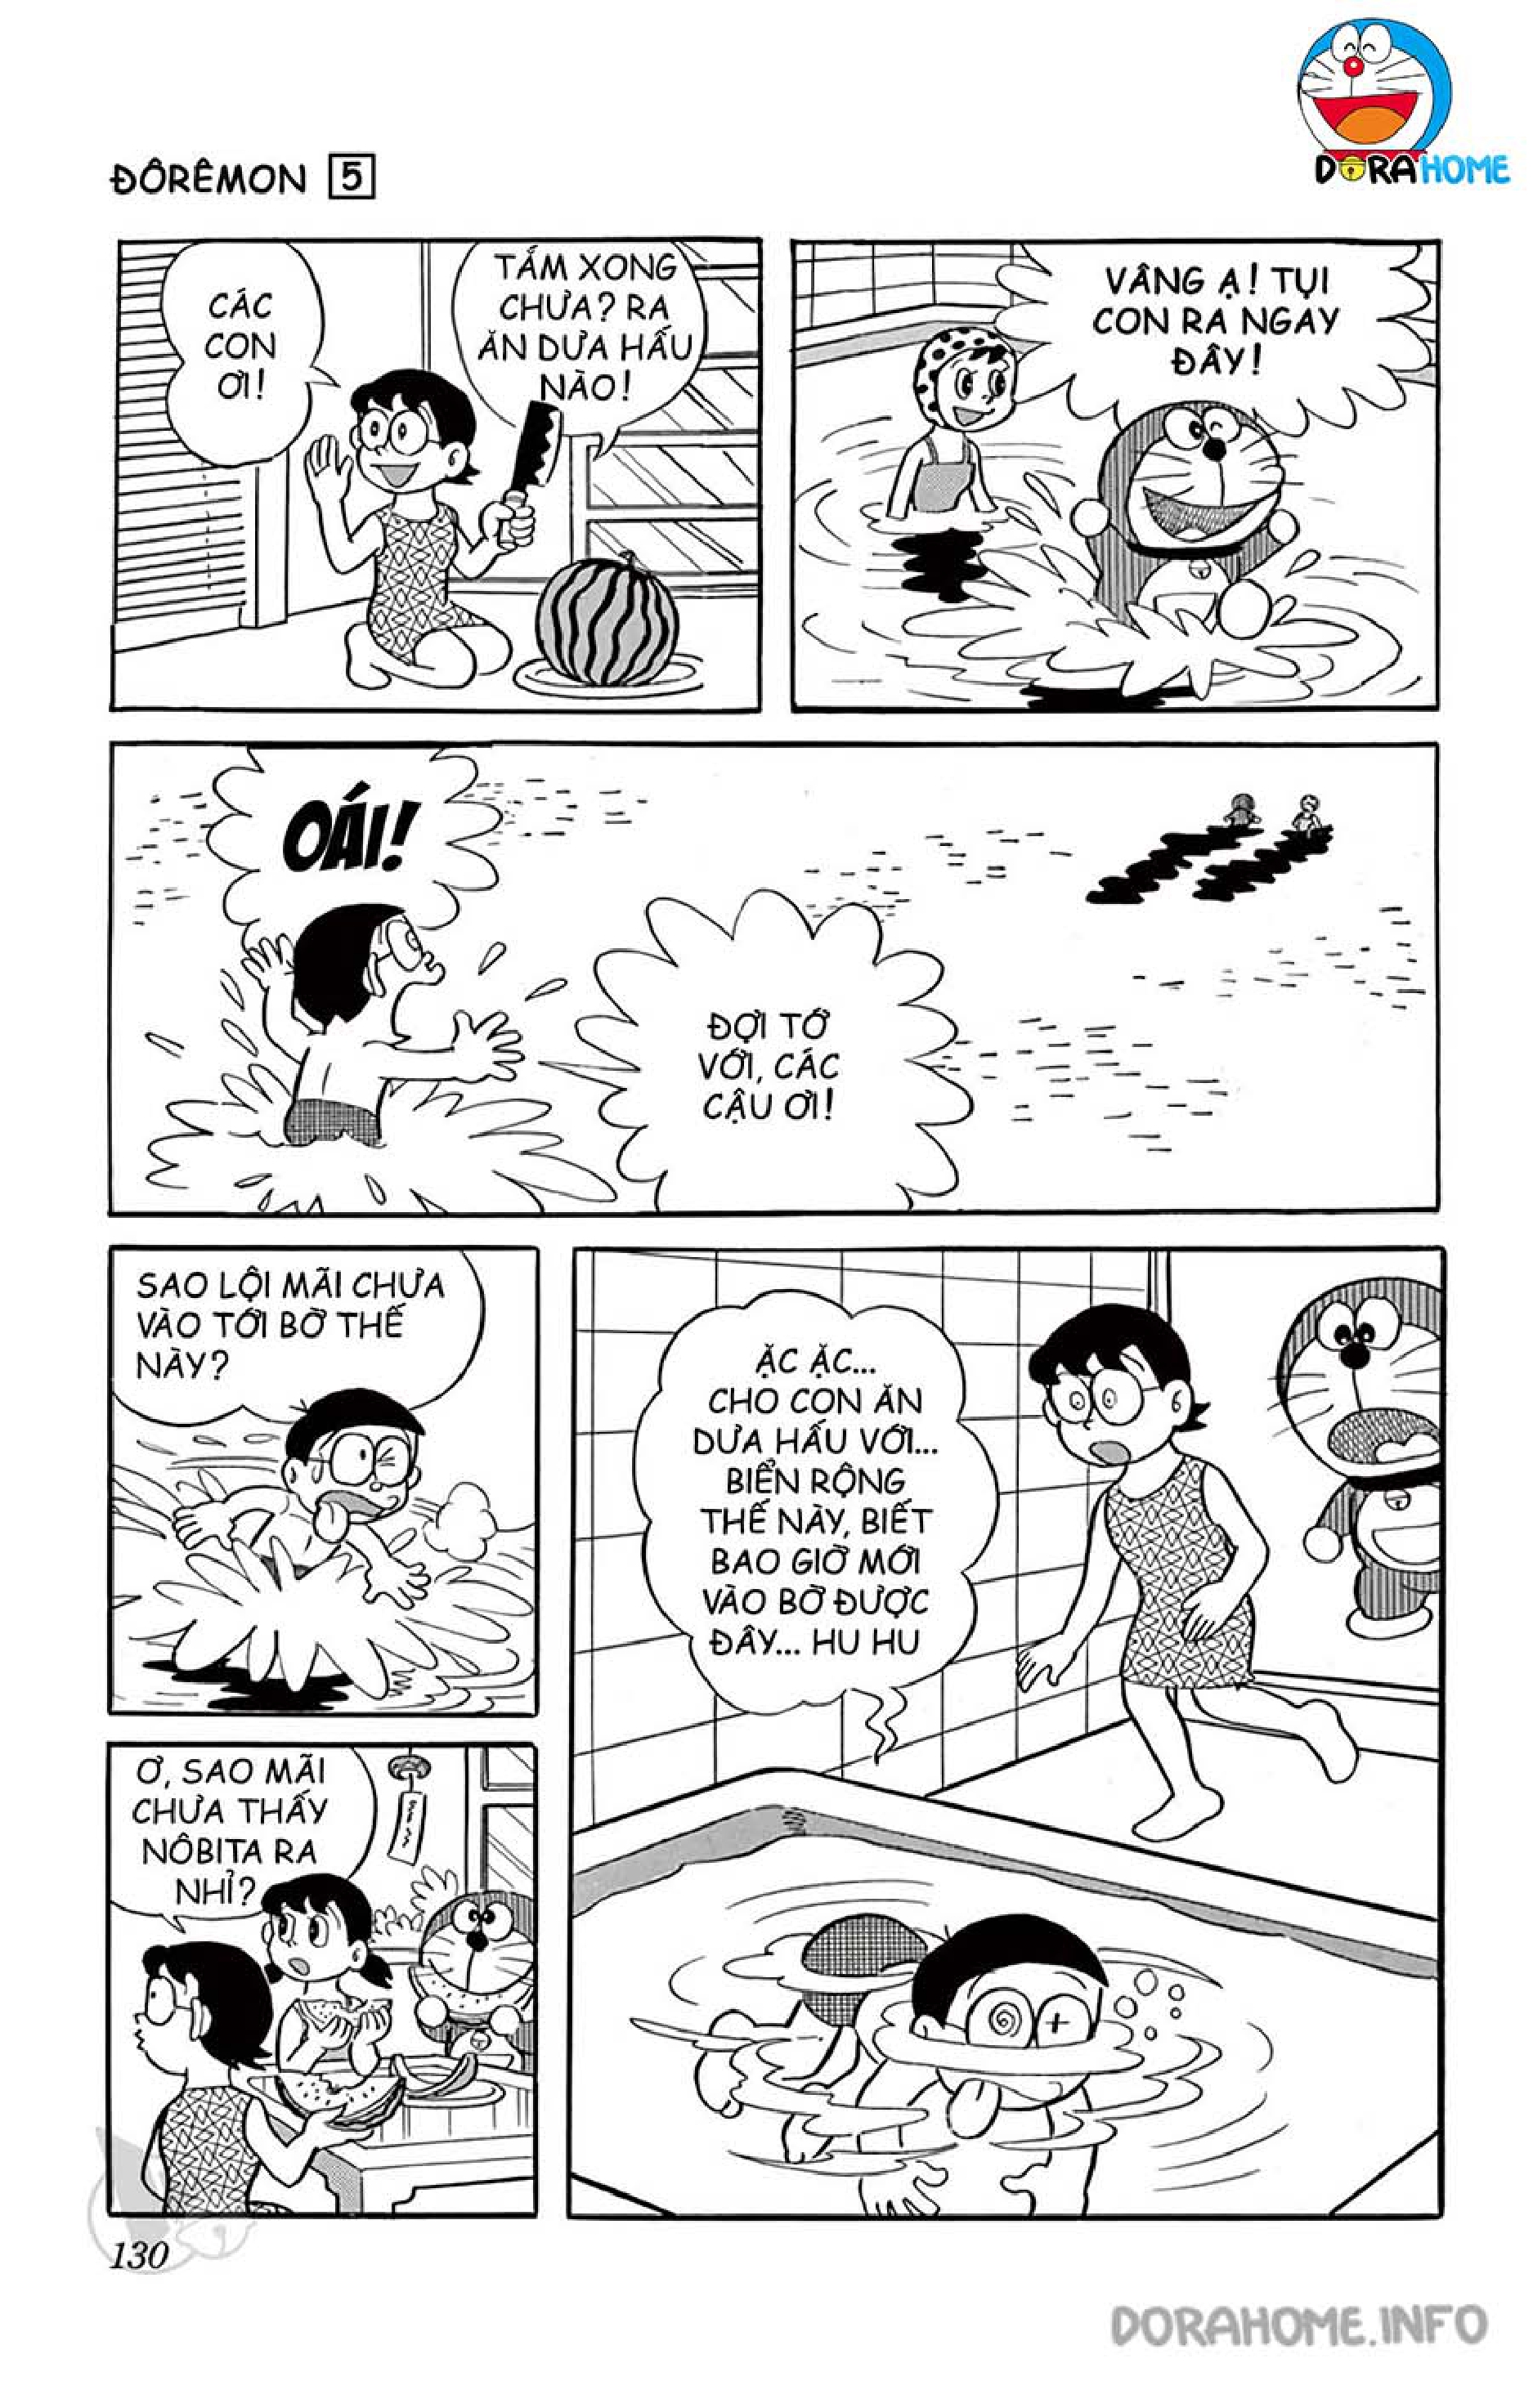 DORAHOME
ĐÔRÊMON 5
CÁC
CON
ƠI!
TẮM XONG
CHƯA? RA
ĂN DƯA HẤU
NÀO!
VÂNG Ạ! TỤI
CON RA NGAY
ĐÂY!
OÁI!
ĐỢI TỚ
VỚI, CÁC
CẬU ƠI!
SAO LỘI MÃI CHƯA
VÀO TỚI BỜ THẾ
NÀY?
Ơ, SAO MÃI
CHƯA THẤY
NÔBITA RA
NHỈ?
ẶC ẶC...
CHO CON ĂN
DƯA HẤU VỚI...
BIỂN RỘNG
THẾ NÀY, BIẾT
BAO GIỜ MỚI
VÀO BỜ ĐƯỢC
ĐÂY... HU HU
130
DORAHOME.INFO